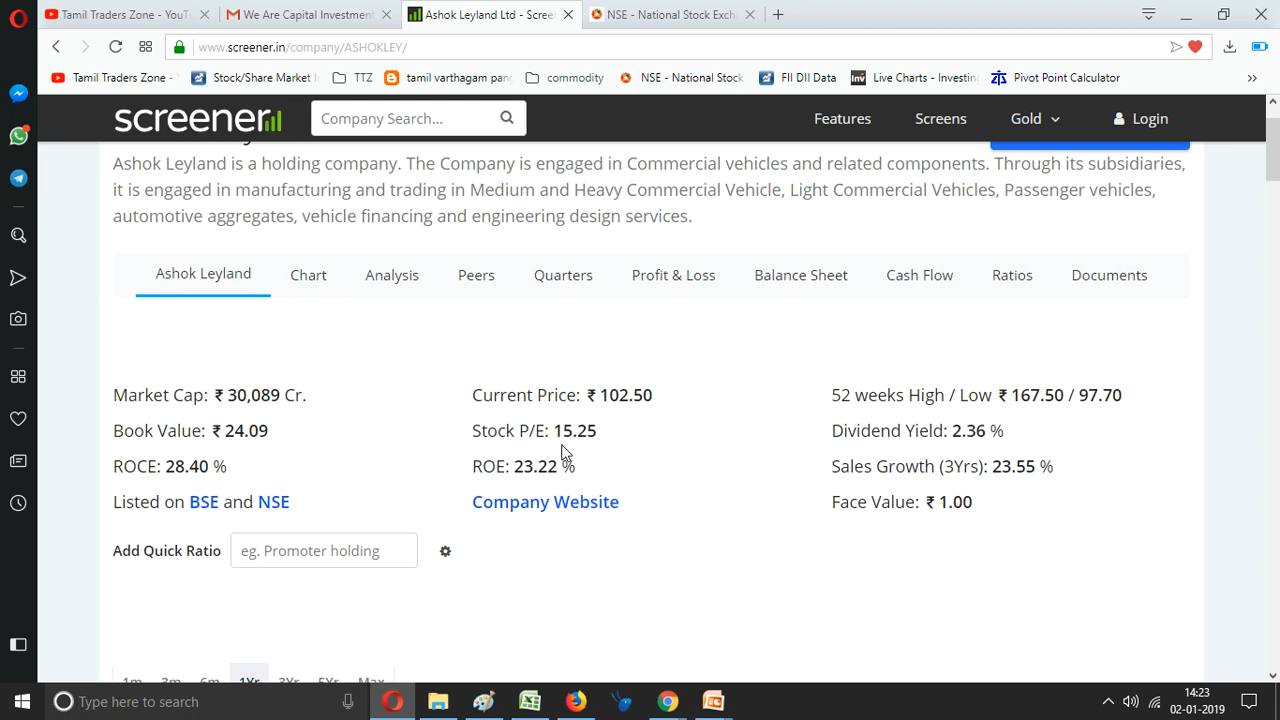 Tamil Traders Zone - YouTu
We Are Capital Investment
Ashok Leyland Ltd - Scree
NSE - National Stock Exch
www.screener.in/company/ASHOKLEY/
Tamil Traders Zone -
Stock/Share Market
TTZ
tamil varthagam pan
commodity
NSE - National Stock
FII DII Data
Inv Live Charts - Investin
Pivot Point Calculator
screener
Company Search...
Features
Screens
Gold
Login
Ashok Leyland is a holding company. The Company is engaged in Commercial vehicles and related components. Through its subsidiaries,
it is engaged in manufacturing and trading in Medium and Heavy Commercial Vehicle, Light Commercial Vehicles, Passenger vehicles,
automotive aggregates, vehicle financing and engineering design services.
Ashok Leyland
Chart
Analysis
Peers
Quarters
Profit & Loss
Balance Sheet
Cash Flow
Ratios
Documents
Market Cap: ₹ 30,089 Cr.
Current Price: ₹ 102.50
52 weeks High / Low ₹ 167.50 / 97.70
Book Value: ₹ 24.09
Stock P/E: 15.25
Dividend Yield: 2.36 %
ROCE: 28.40 %
ROE: 23.22 %
Sales Growth (3Yrs): 23.55 %
Listed on BSE and NSE
Company Website
Face Value: ₹ 1.00
Add Quick Ratio
eg. Promoter holding
1m 3m 6m 1Yr 3Yr 5Yr Max
Type here to search
14:23
02-01-2019